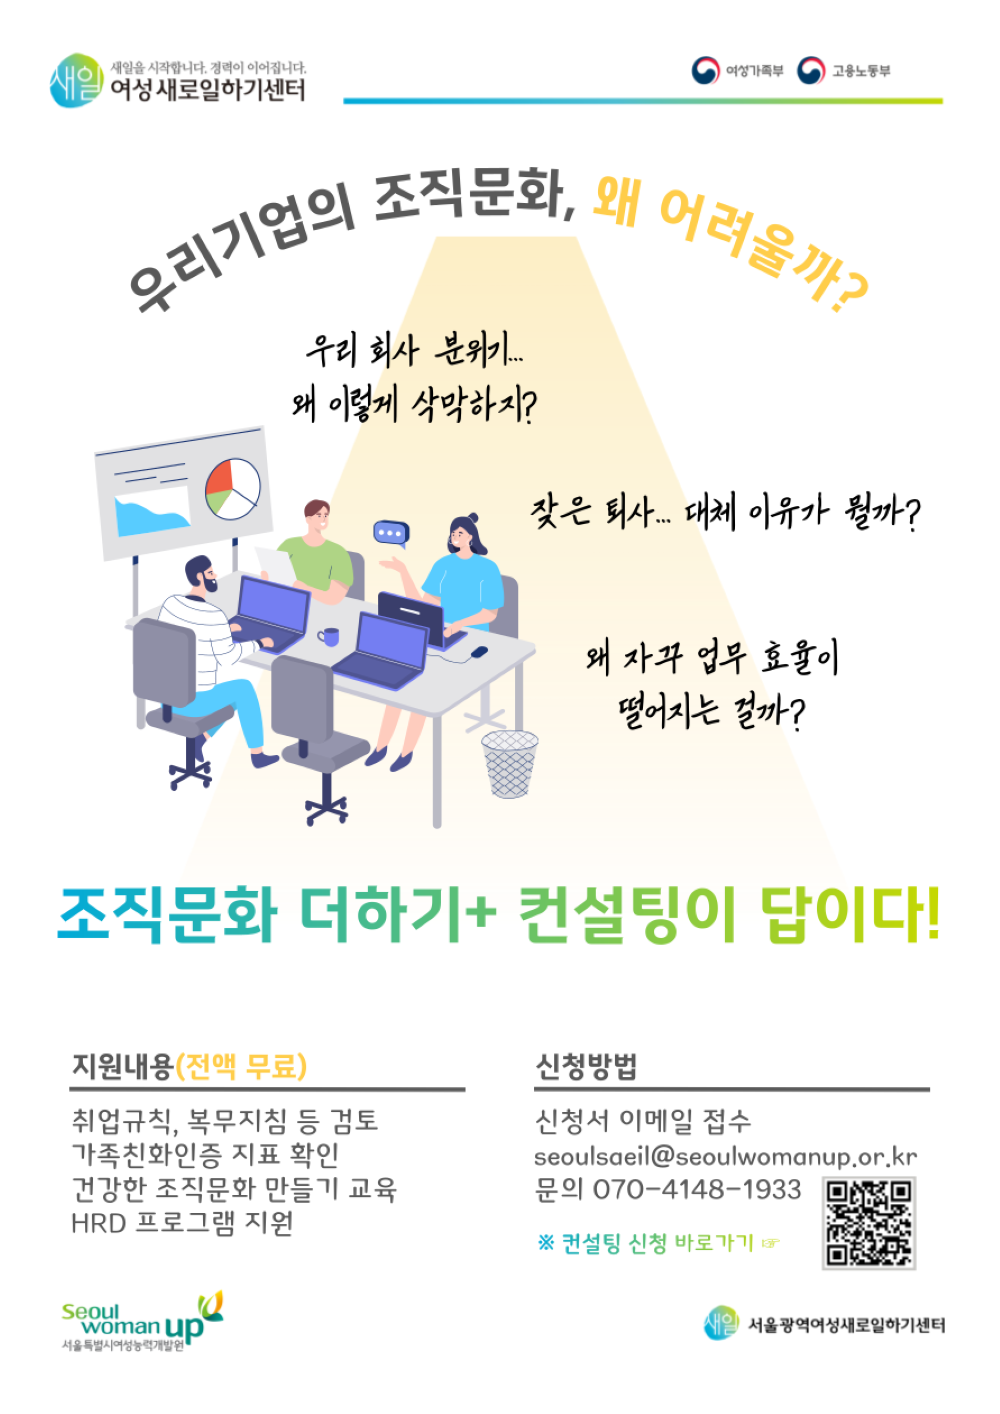 새일
새일을 시작합니다. 경력이 이어집니다.
여성새로일하기센터
여성가족부
고용노동부
우리기업의 조직문화, 왜 어려울까?
우리 회사 분위기...
왜 이렇게 삭막하지?
잦은 퇴사... 대체 이유가 뭘까?
왜 자꾸 업무 효율이
떨어지는 걸까?
조직문화 더하기+ 컨설팅이 답이다!
지원내용(전액 무료)
취업규칙, 복무지침 등 검토
가족친화인증 지표 확인
건강한 조직문화 만들기 교육
HRD 프로그램 지원
신청방법
신청서 이메일 접수
seoulsaeil@seoulwomanup.or.kr
문의 070-4148-1933
※ 컨설팅 신청 바로가기 ☞
Seoul
woman up
서울특별시여성능력개발원
새일
서울광역여성새로일하기센터